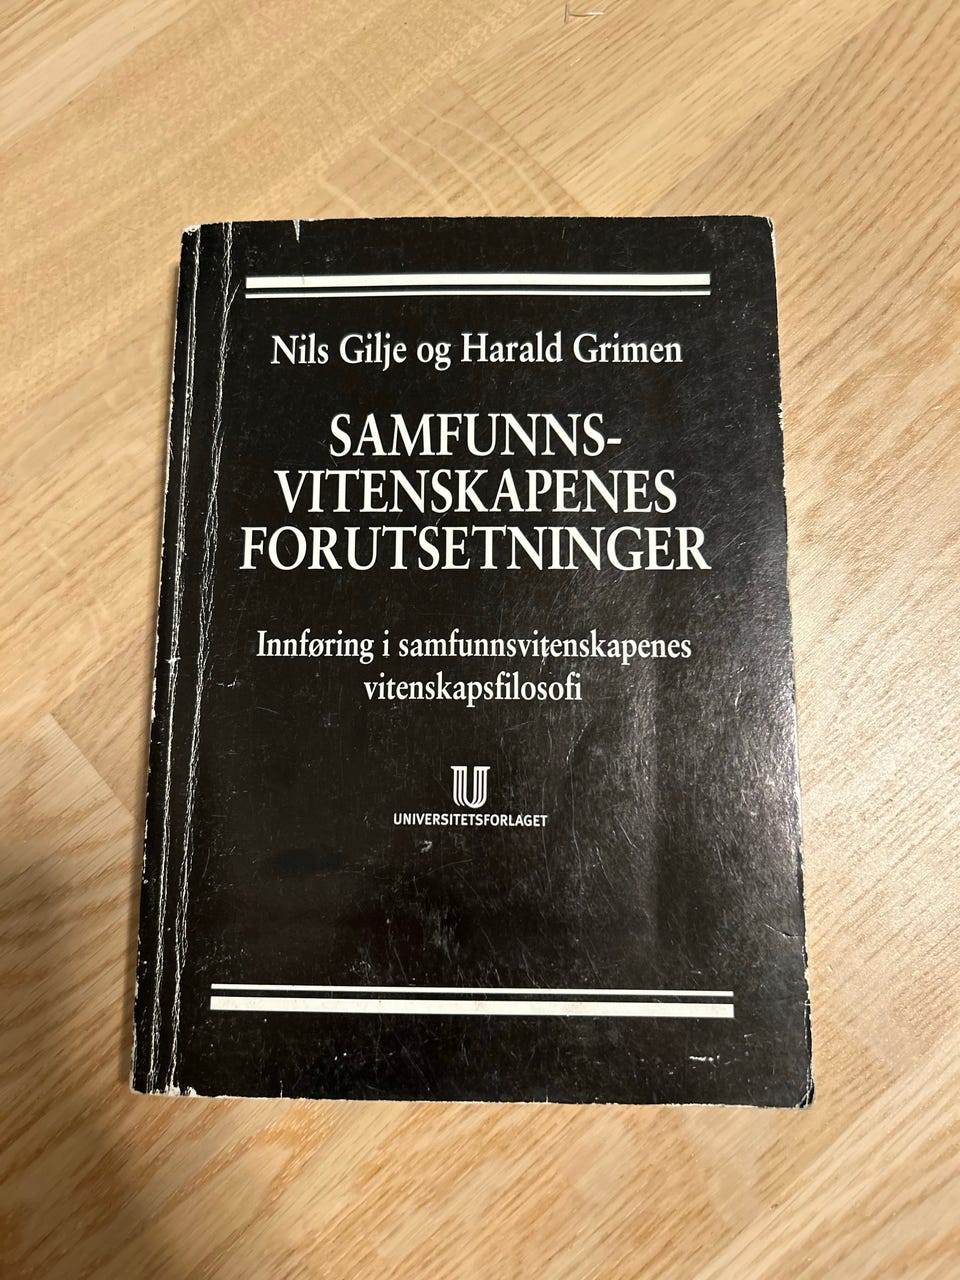 Nils Gilje og Harald Grimen
SAMFUNNS-
VITENSKAPENES
FORUTSETNINGER
Innføring i samfunnsvitenskapenes
vitenskapsfilosofi
U
UNIVERSITETSFORLAGET